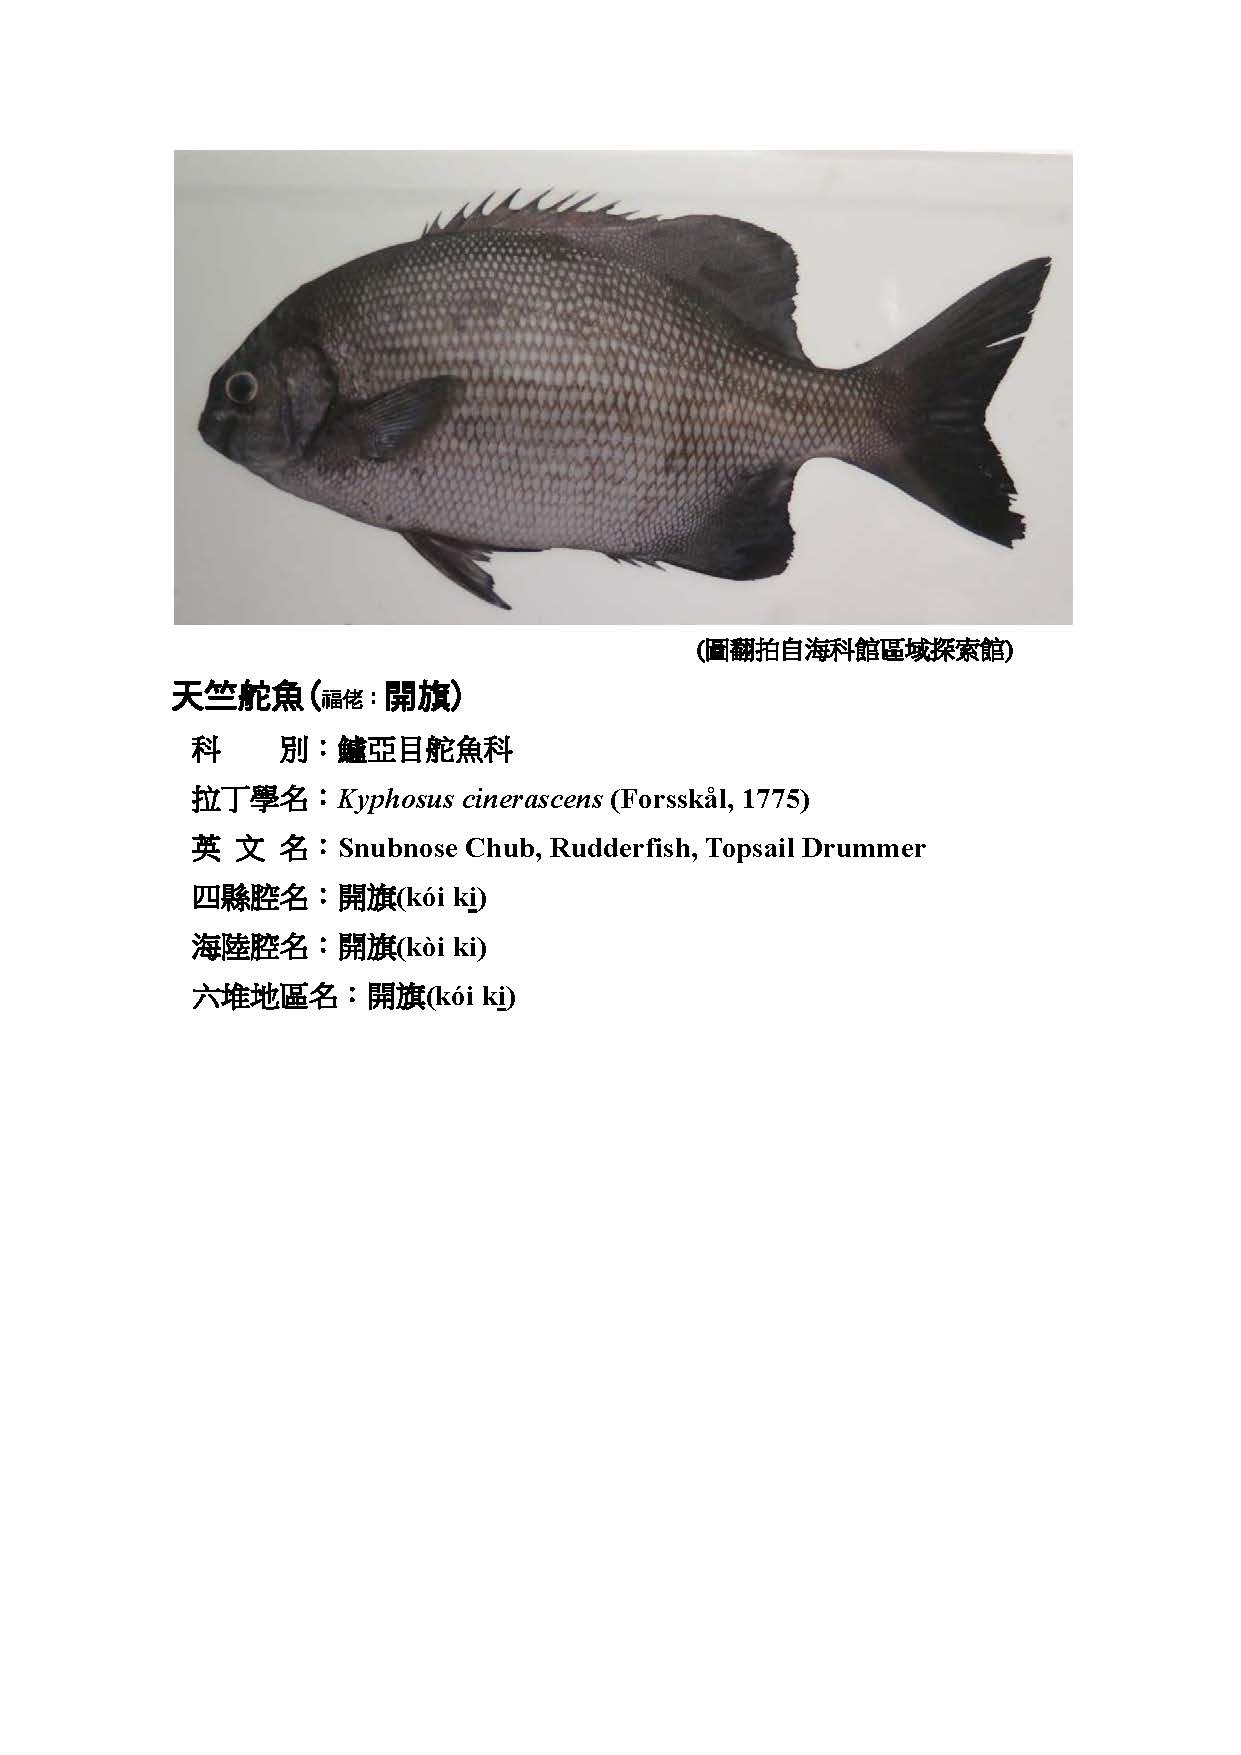 (圖翻拍自海科館區域探索館)
天竺舵魚(福佬:開旗)
科 別：鱸亞目舵魚科
拉丁學名：Kyphosus cinerascens (Forsskål, 1775)
英 文 名：Snubnose Chub, Rudderfish, Topsail Drummer
四縣腔名：開旗(kói ki̲)
海陸腔名：開旗(kòi ki)
六堆地區名：開旗(kói ki̲)